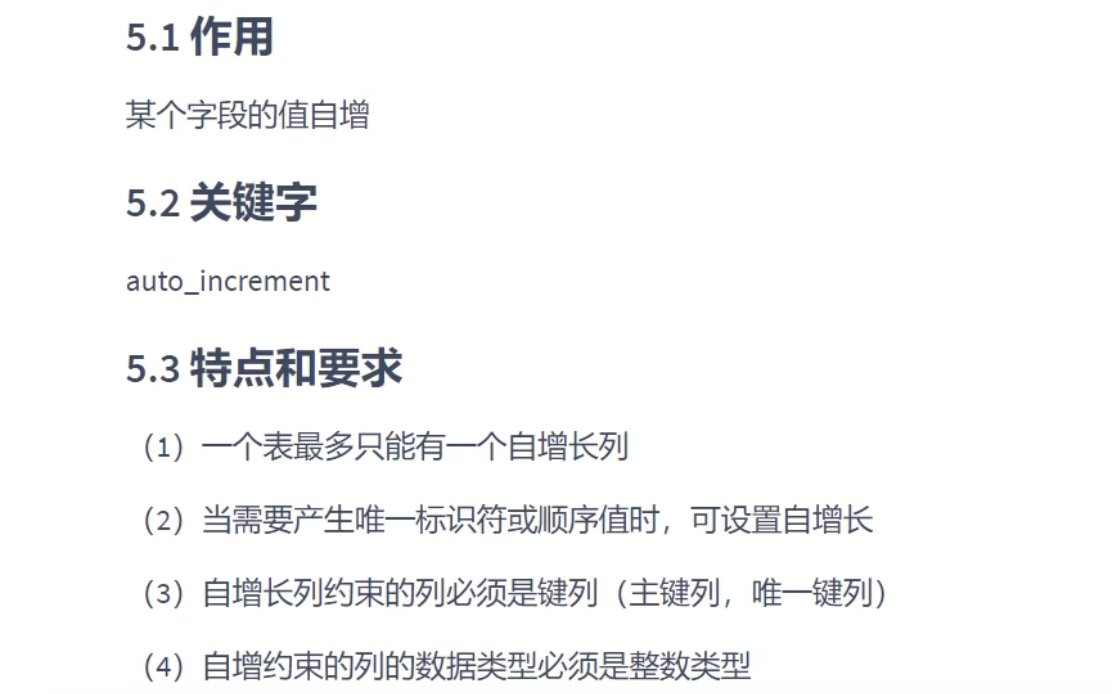 5.1 作用
某个字段的值自增
5.2 关键字
auto_increment
5.3 特点和要求
（1）一个表最多只能有一个自增长列
（2）当需要产生唯一标识符或顺序值时，可设置自增长
（3）自增长列约束的列必须是键列（主键列，唯一键列）
（4）自增约束的列的数据类型必须是整数类型